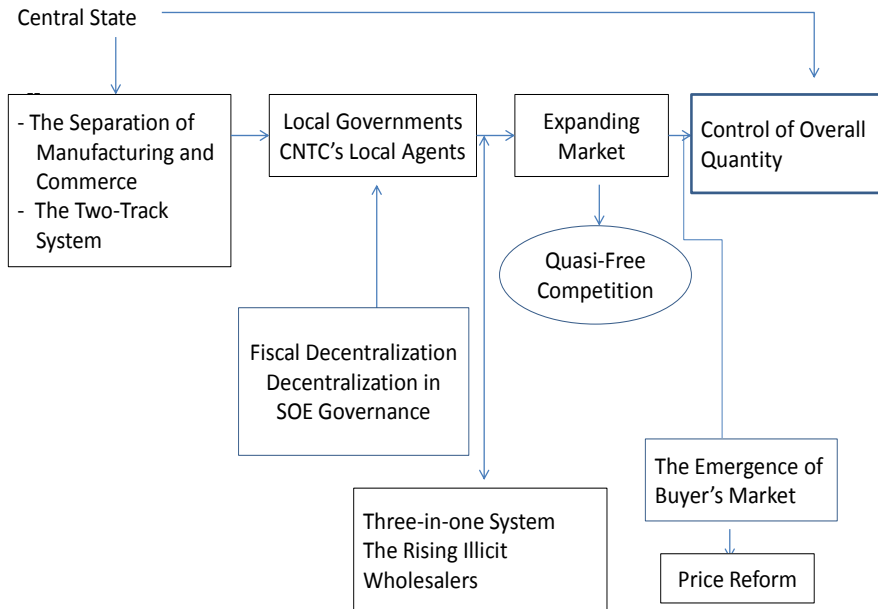 Central State
- The Separation of
Manufacturing and
Commerce
- The Two-Track
System
Local Governments
CNTC's Local Agents
Expanding
Market
Control of Overall
Quantity
Quasi-Free
Competition
Fiscal Decentralization
Decentralization in
SOE Governance
The Emergence of
Buyer's Market
Three-in-one System
The Rising Illicit
Wholesalers
Price Reform